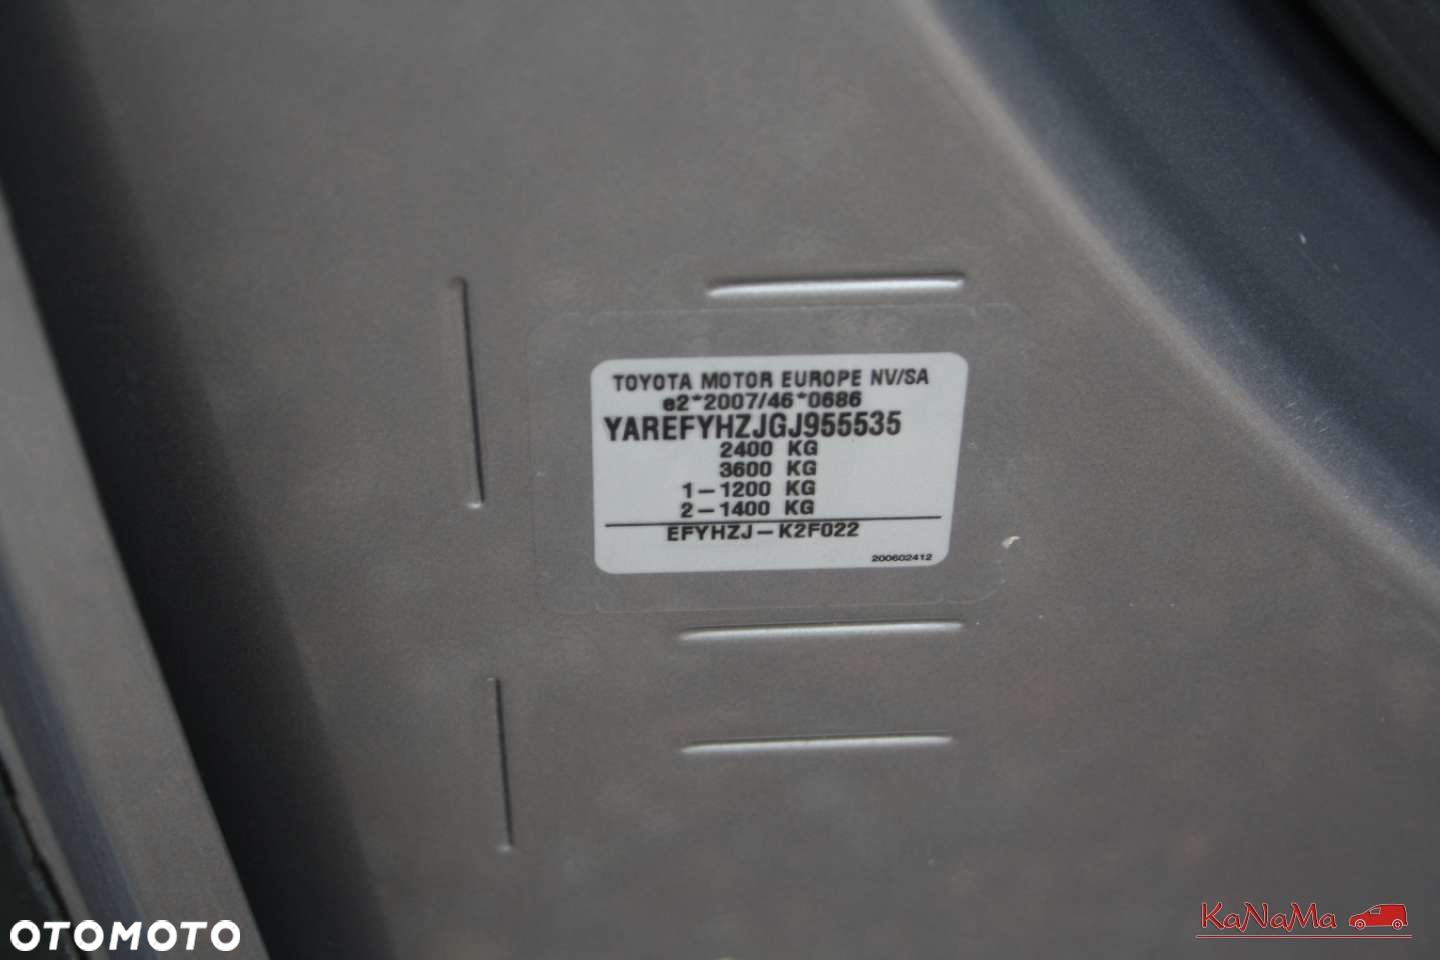 TOYOTA MOTOR EUROPE NV/SA
e2*2007/46*0686
YAREFYHZJGJ955535
2400 KG
3600 KG
1-1200 KG
2-1400 KG
EFYHZJ-K2F022
200602412
OTOMOTO
KaNaMa